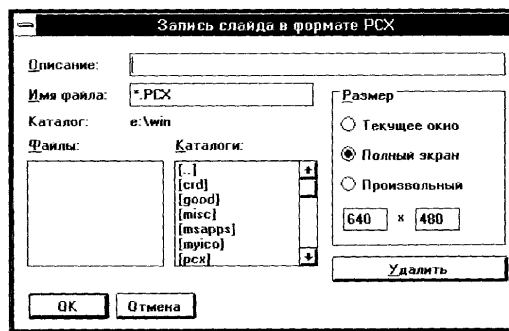 Запись слайда в формате PCX
Описание:
Имя файла: *.PCX
Каталог: e:\win
Файлы:
Каталоги:
[..]
[crd]
[good]
[misc]
[msapps]
[myico]
[pcx]
Размер
Текущее окно
Полный экран
Произвольный
640 x 480
Удалить
OK Отмена